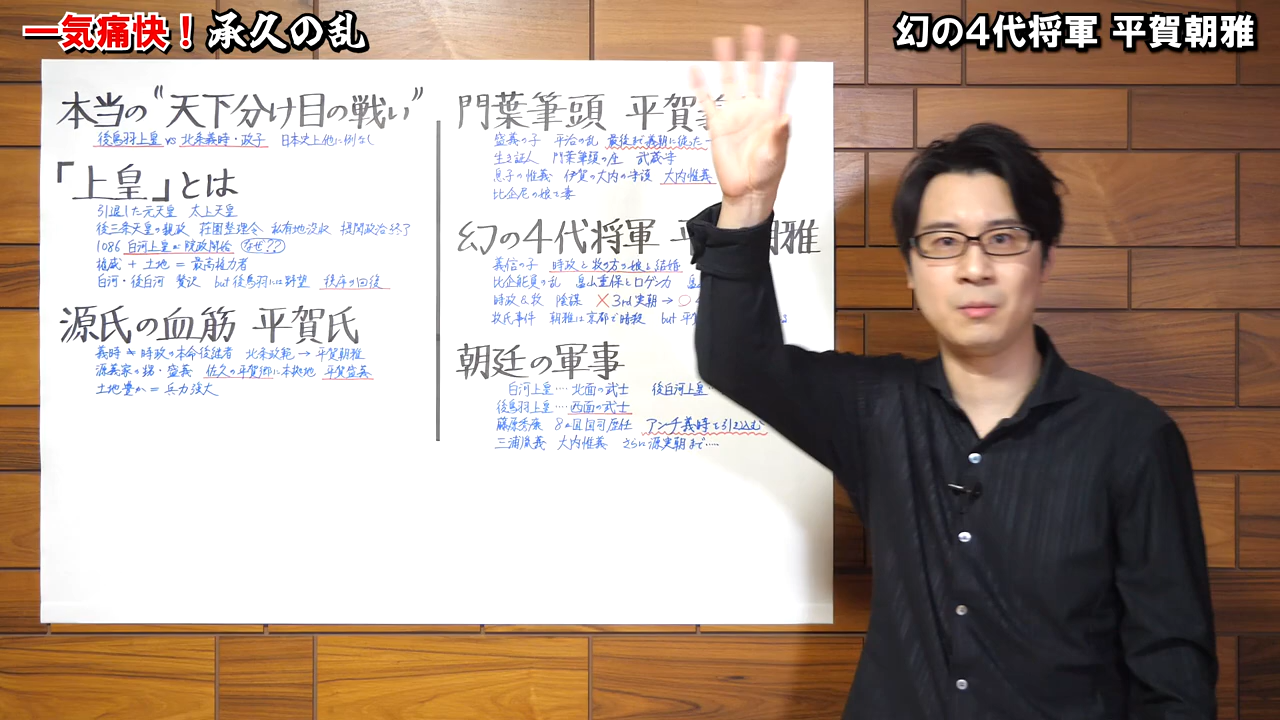 一気痛快！承久の乱
幻の4代将軍 平賀朝雅
本当の“天下分け目の戦い”
後鳥羽上皇 vs 北条義時・政子 日本史上他に例なし
「上皇」とは
引退した元天皇 太上天皇
後三条天皇の親政 荘園整理令 私有地没収 摂関政治終了
1086 白河上皇が院政開始 なぜ??
権威 + 土地 = 最高権力者
白河・後白河 贅沢 but 後鳥羽には野望 秩序の回復
源氏の血筋 平賀氏
義時 ≠ 時政の本命後継者 北条政範 → 平賀朝雅
源義家の甥・盛義 佐久の平賀郷に本拠地 平賀盛義
土地豊か = 兵力強大
門葉筆頭 平賀義
盛義の子 平治の乱 最後まで義朝に従った
生き証人 門葉筆頭の座 武蔵守
息子の惟義 伊賀の大内の守護 大内惟義
比企尼の娘で妻
幻の4代将軍 平 朝雅
義信の子 時政と牧の方の娘と結婚
比企能員の乱 畠山重保と口ゲンカ
時政&牧 陰謀 ×3rd実朝→○
牧氏事件 朝雅は京都で暗殺 but 平
朝廷の軍事
白河上皇…北面の武士 後白河上皇
後鳥羽上皇…西面の武士
藤原秀康 8ヵ国国司歴任 アンチ義時を引き込む
三浦胤義 大内惟義 さらに源実朝まで…